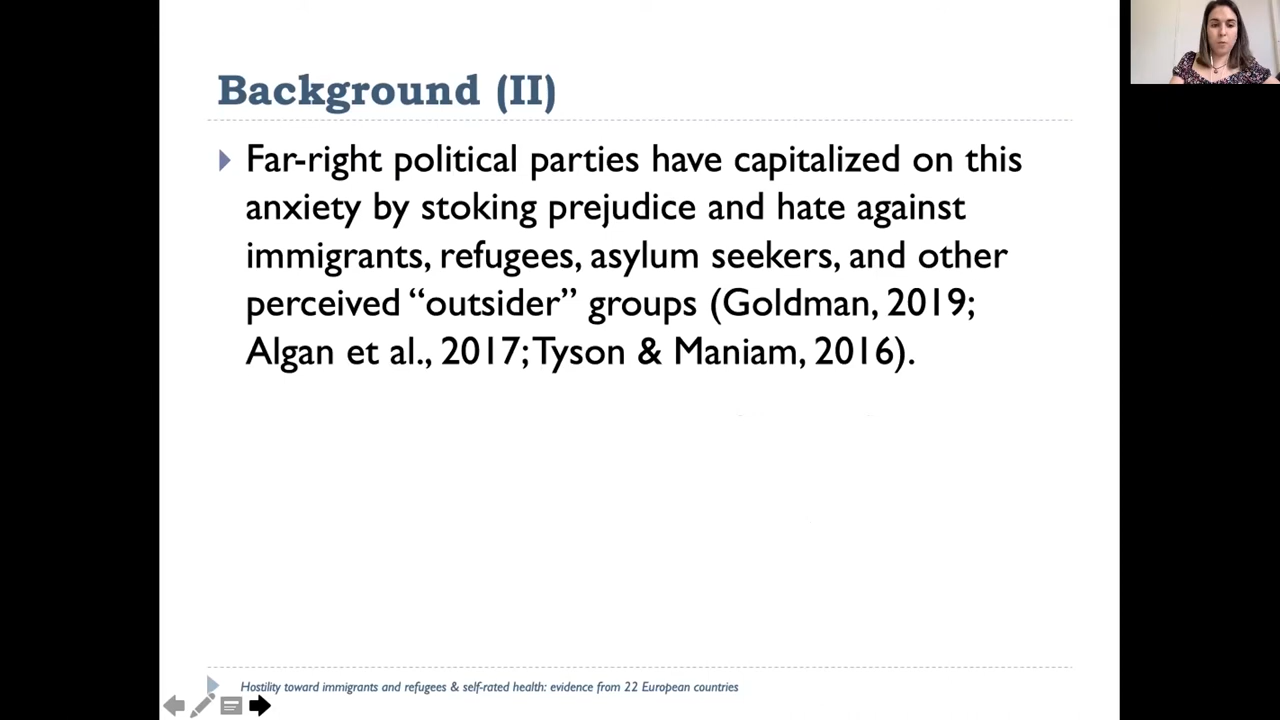 Background (II)
Far-right political parties have capitalized on this
anxiety by stoking prejudice and hate against
immigrants, refugees, asylum seekers, and other
perceived “outsider” groups (Goldman, 2019;
Algan et al., 2017; Tyson & Maniam, 2016).
Hostility toward immigrants and refugees & self-rated health: evidence from 22 European countries